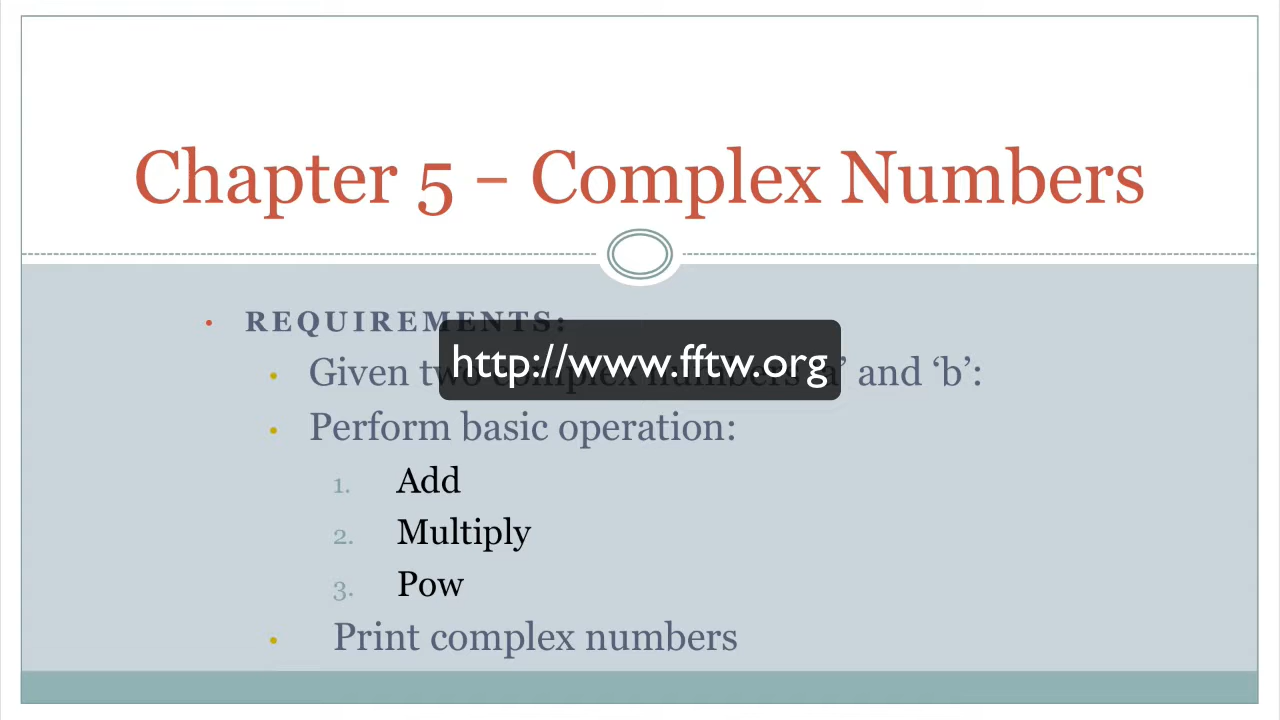 Chapter 5 – Complex Numbers
• REQUIREMENTS:
http://www.fftw.org
• Given two complex numbers 'a' and ‘b’:
• Perform basic operation:
1. Add
2. Multiply
3. Pow
• Print complex numbers